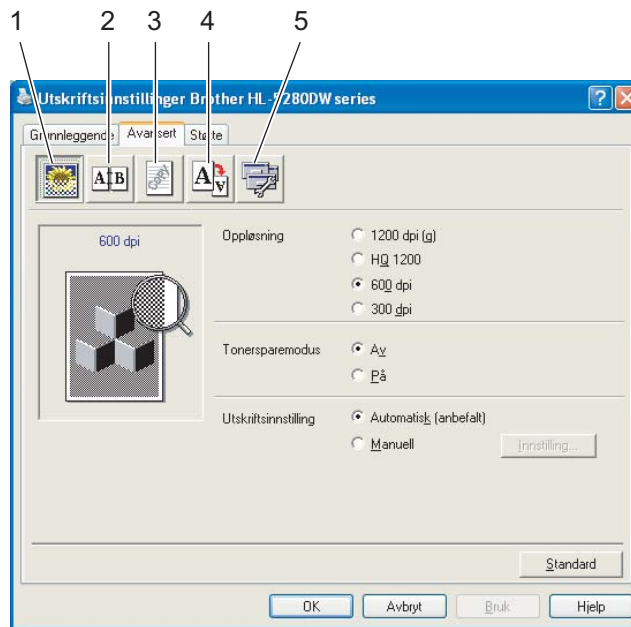 1 2 3 4 5
Utskriftsinnstillinger Brother HL-5280DW series
Grunnleggende Avansert Støtte
A B A A
600 dpi
Oppløsning
1200 dpi (g)
HQ 1200
600 dpi
300 dpi
Tonersparemodus
Av
På
Utskriftsinnstilling
Automatisk (anbefalt)
Manuell
Innstilling...
Standard
OK Avbryt Bruk Hjelp